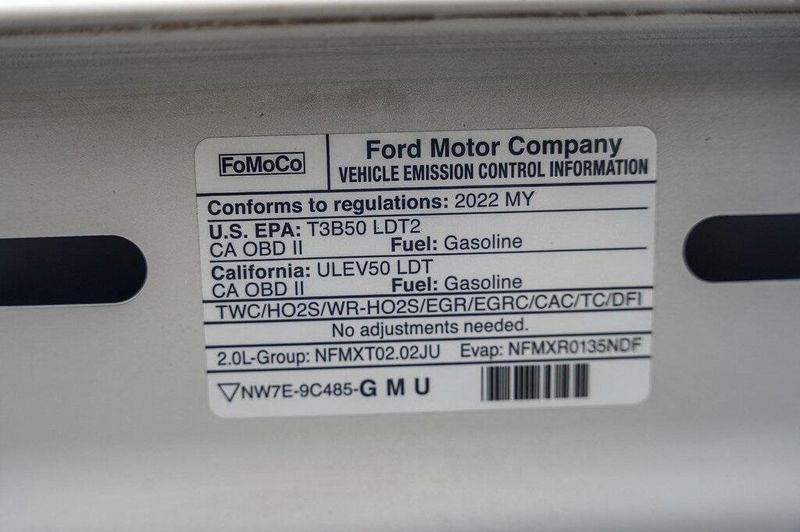 FoMoCo
Ford Motor Company
VEHICLE EMISSION CONTROL INFORMATION
Conforms to regulations: 2022 MY
U.S. EPA: T3B50 LDT2
CA OBD II Fuel: Gasoline
California: ULEV50 LDT
CA OBD II Fuel: Gasoline
TWC/HO2S/WR-HO2S/EGR/EGRC/CAC/TC/DFI
No adjustments needed.
2.0L-Group: NFMXT02.02JU Evap: NFMXR0135NDF
▽NW7E-9C485-G M U